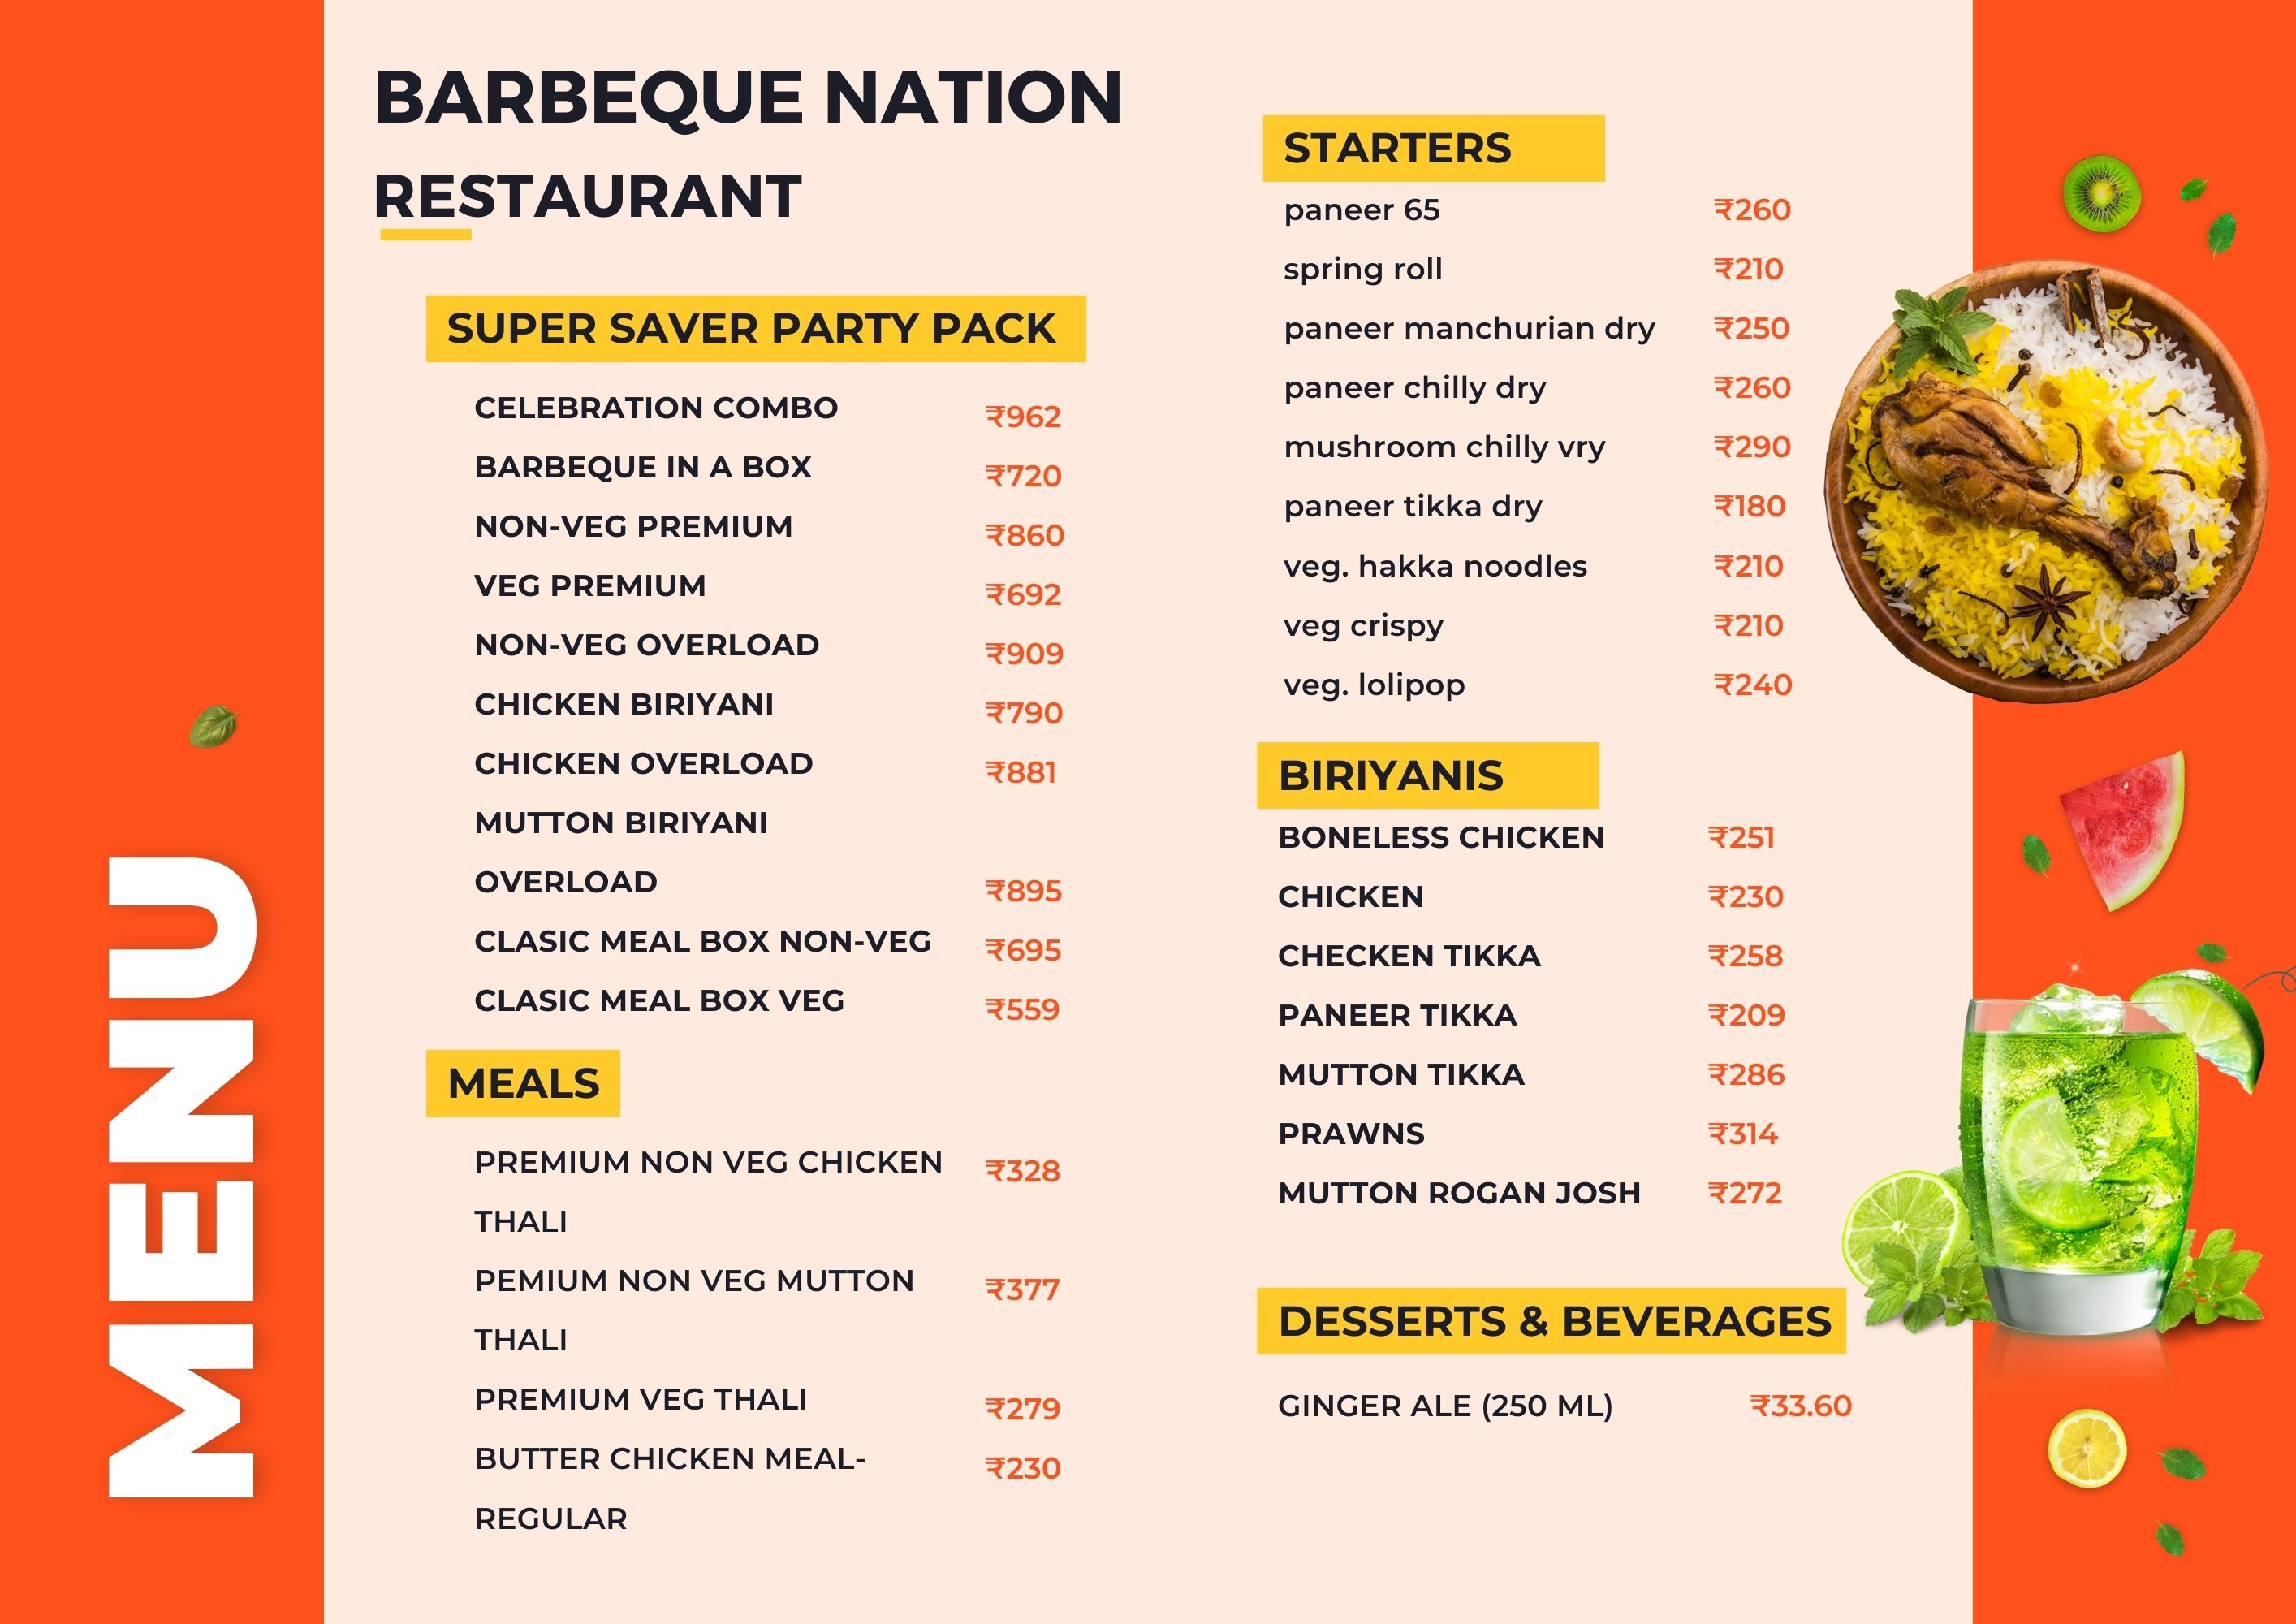 BARBEQUE NATION
RESTAURANT
SUPER SAVER PARTY PACK
CELEBRATION COMBO ₹962
BARBEQUE IN A BOX ₹720
NON-VEG PREMIUM ₹860
VEG PREMIUM ₹692
NON-VEG OVERLOAD ₹909
CHICKEN BIRIYANI ₹790
CHICKEN OVERLOAD ₹881
MUTTON BIRIYANI
OVERLOAD ₹895
CLASIC MEAL BOX NON-VEG ₹695
CLASIC MEAL BOX VEG ₹559
MEALS
PREMIUM NON VEG CHICKEN ₹328
THALI
PEMIUM NON VEG MUTTON ₹377
THALI
PREMIUM VEG THALI ₹279
BUTTER CHICKEN MEAL- ₹230
REGULAR
STARTERS
paneer 65 ₹260
spring roll ₹210
paneer manchurian dry ₹250
paneer chilly dry ₹260
mushroom chilly vry ₹290
paneer tikka dry ₹180
veg. hakka noodles ₹210
veg crispy ₹210
veg. lolipop ₹240
BIRIYANIS
BONELESS CHICKEN ₹251
CHICKEN ₹230
CHECKEN TIKKA ₹258
PANEER TIKKA ₹209
MUTTON TIKKA ₹286
PRAWNS ₹314
MUTTON ROGAN JOSH ₹272
DESSERTS & BEVERAGES
GINGER ALE (250 ML) ₹33.60
MENU